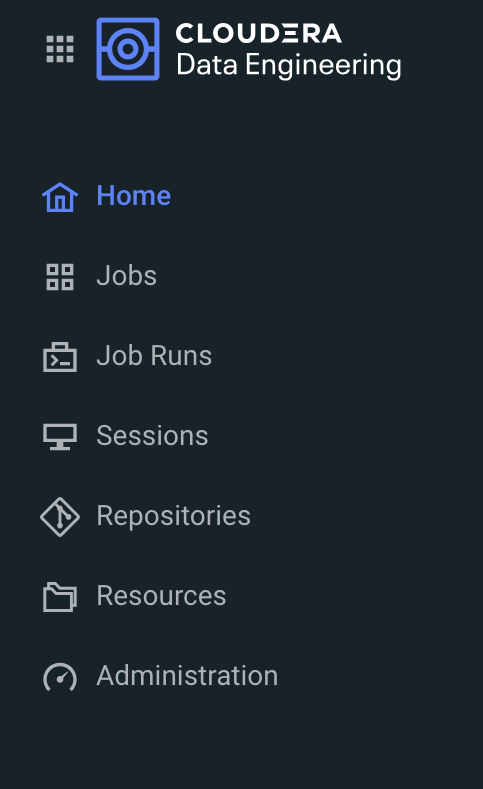 CLOUDERA
Data Engineering
Home
Jobs
Job Runs
Sessions
Repositories
Resources
Administration